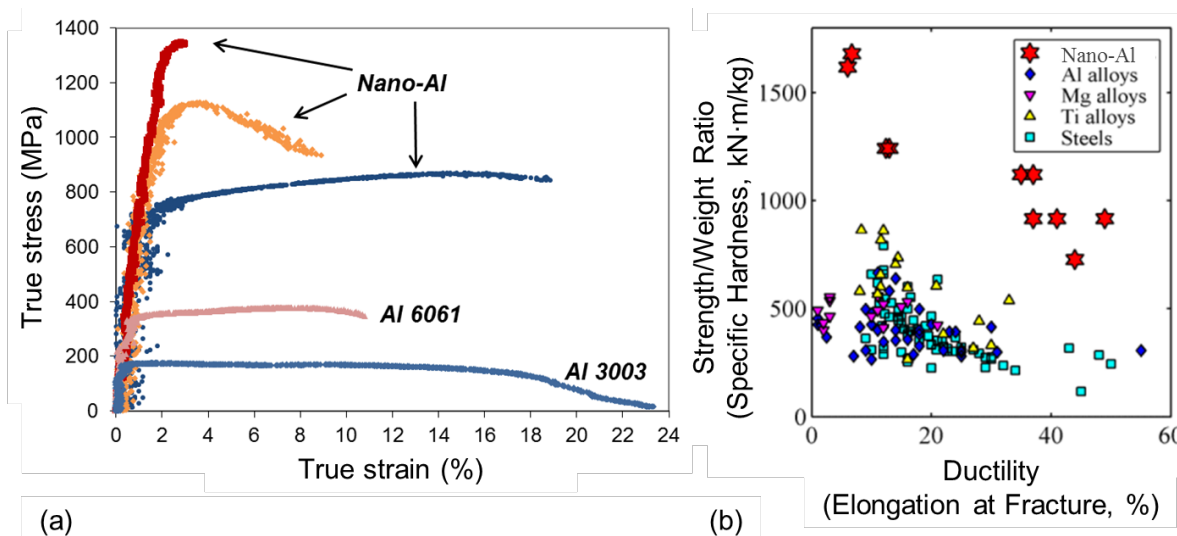 1400
1200
1000
800
600
400
200
0
True stress (MPa)
Nano-Al
Al 6061
Al 3003
0 2 4 6 8 10 12 14 16 18 20 22 24
True strain (%)
(a)
Strength/Weight Ratio
(Specific Hardness, kN·m/kg)
1500
1000
500
0
Nano-Al
Al alloys
Mg alloys
Ti alloys
Steels
0 20 40 60
Ductility
(Elongation at Fracture, %)
(b)